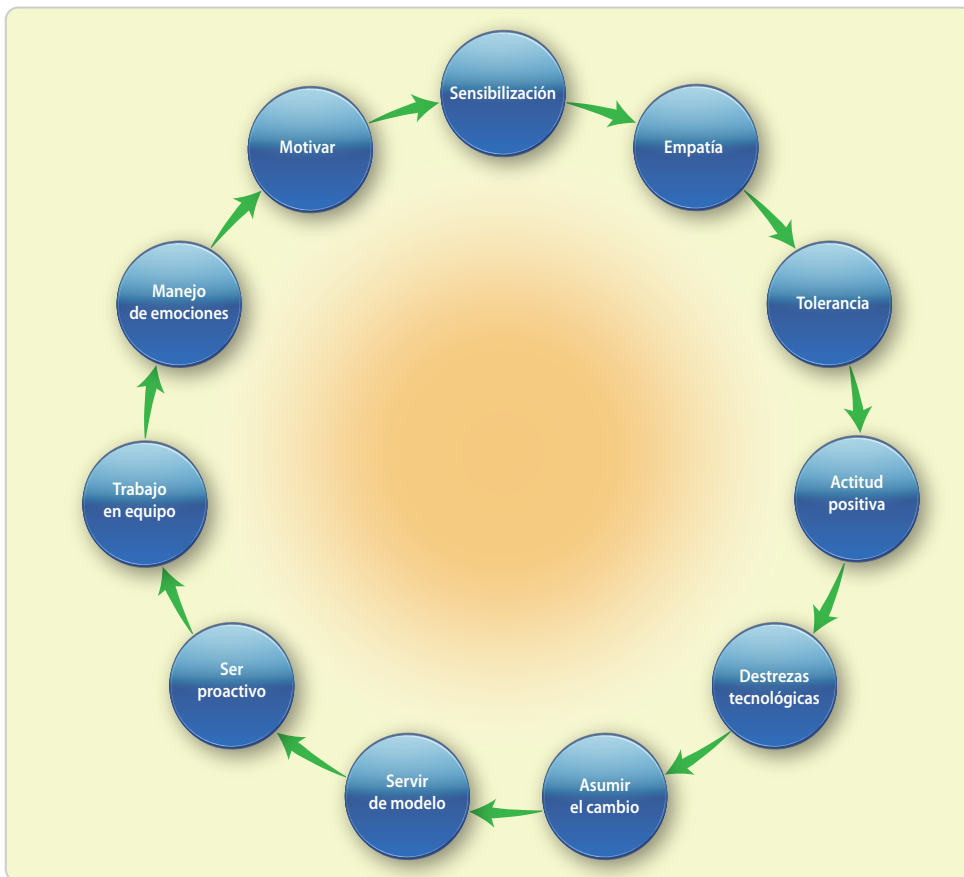 Sensibilización
Empatía
Tolerancia
Actitud
positiva
Destrezas
tecnológicas
Asumir
el cambio
Servir
de modelo
Ser
proactivo
Trabajo
en equipo
Manejo
de emociones
Motivar